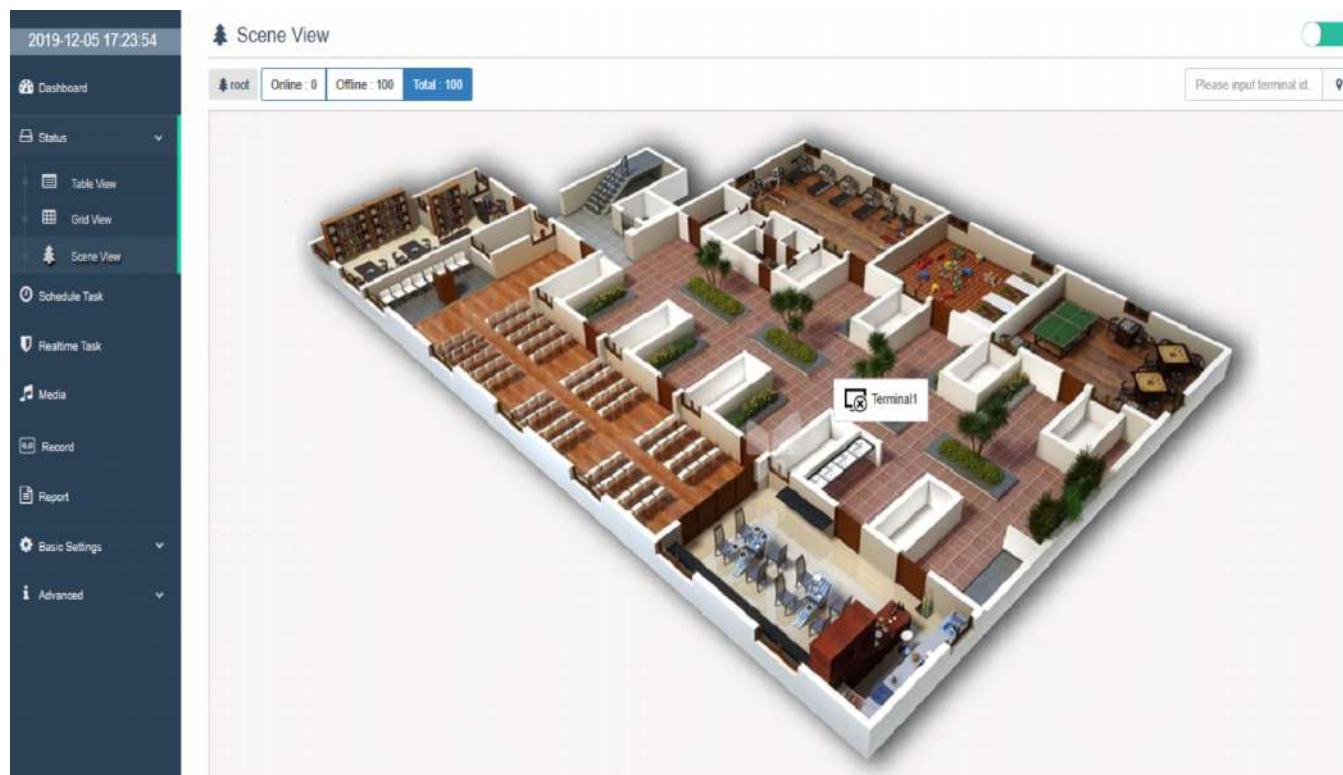 2019-12-05 17:23:54
Scene View
Dashboard
root
Online : 0
Offline : 100
Total : 100
Please input terminal id..
Status
Table View
Grid View
Scene View
Schedule Task
Realtime Task
Media
Terminal1
Record
Report
Basic Settings
Advanced